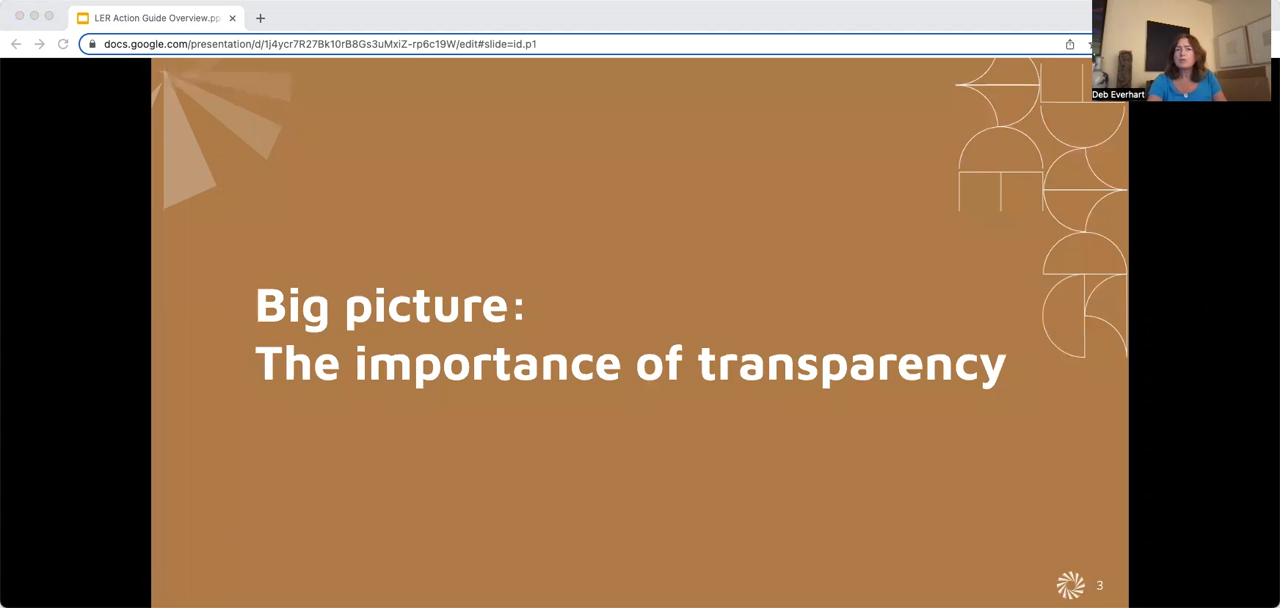 LER Action Guide Overview.pp
docs.google.com/presentation/d/1j4ycr7R27Bk10rB8Gs3uMxiZ-rp6c19W/edit#slide=id.p1
Deb Everhart
Big picture:
The importance of transparency
3